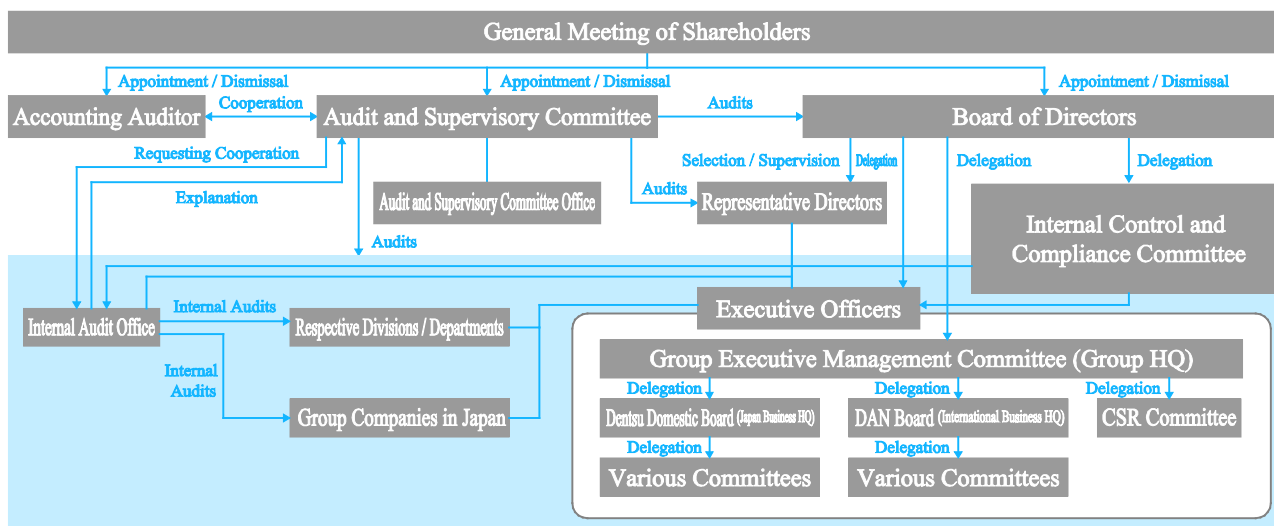 General Meeting of Shareholders
Appointment / Dismissal
Appointment / Dismissal
Appointment / Dismissal
Accounting Auditor
Cooperation
Audit and Supervisory Committee
Audits
Board of Directors
Requesting Cooperation
Selection / Supervision
Delegation
Delegation
Delegation
Explanation
Audit and Supervisory Committee Office
Audits
Representative Directors
Internal Control and
Compliance Committee
Audits
Internal Audit Office
Internal Audits
Respective Divisions / Departments
Executive Officers
Internal
Audits
Group Companies in Japan
Group Executive Management Committee (Group HQ)
Delegation
Delegation
Delegation
Dentsu Domestic Board (Japan Business HQ)
DAN Board (International Business HQ)
CSR Committee
Delegation
Delegation
Various Committees
Various Committees